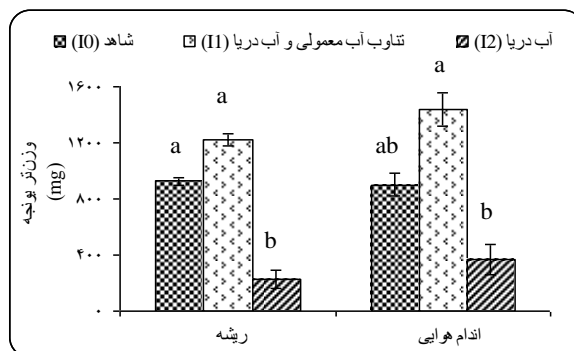 شاهد (I0) تناوب آب معمولی و آب دریا (I1) آب دریا (I2)
وزن‌تر یونجه
(mg)
۱۶۰۰
۱۲۰۰
۸۰۰
۴۰۰
۰
a a b
ab a b
ریشه اندام هوایی